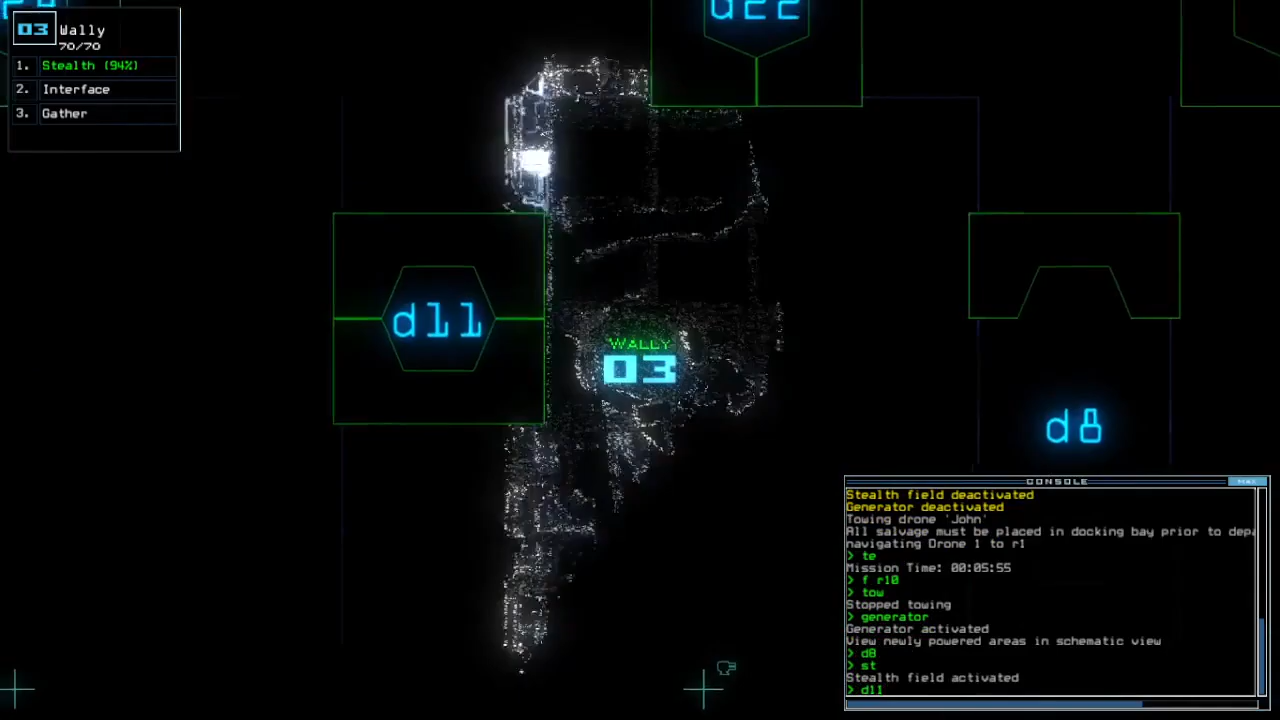 03 Wally
70/70
1. Stealth (94%)
2. Interface
3. Gather
d22
d11
WALLY
03
d8
CONSOLE
Stealth field deactivated
Generator deactivated
Towing drone 'John'
All salvage must be placed in docking bay prior to depa
navigating Drone 1 to r1
> te
Mission Time: 00:05:55
> f r10
> tow
Stopped towing
> generator
Generator activated
View newly powered areas in schematic view
> d8
> st
Stealth field activated
> d11